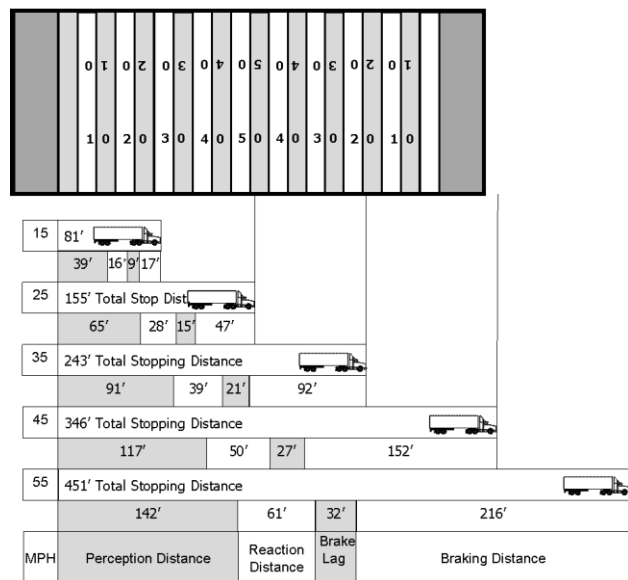 0 1 0 2 0 3 0 4 0 5 0 4 0 3 0 2 0 1
1 0 2 0 3 0 4 0 5 0 4 0 3 0 2 0 1 0
15 81'
39' 16' 9' 17'
25 155' Total Stop Dist
65' 28' 15' 47'
35 243' Total Stopping Distance
91' 39' 21' 92'
45 346' Total Stopping Distance
117' 50' 27' 152'
55 451' Total Stopping Distance
142' 61' 32' 216'
MPH Perception Distance Reaction Distance Brake Lag Braking Distance